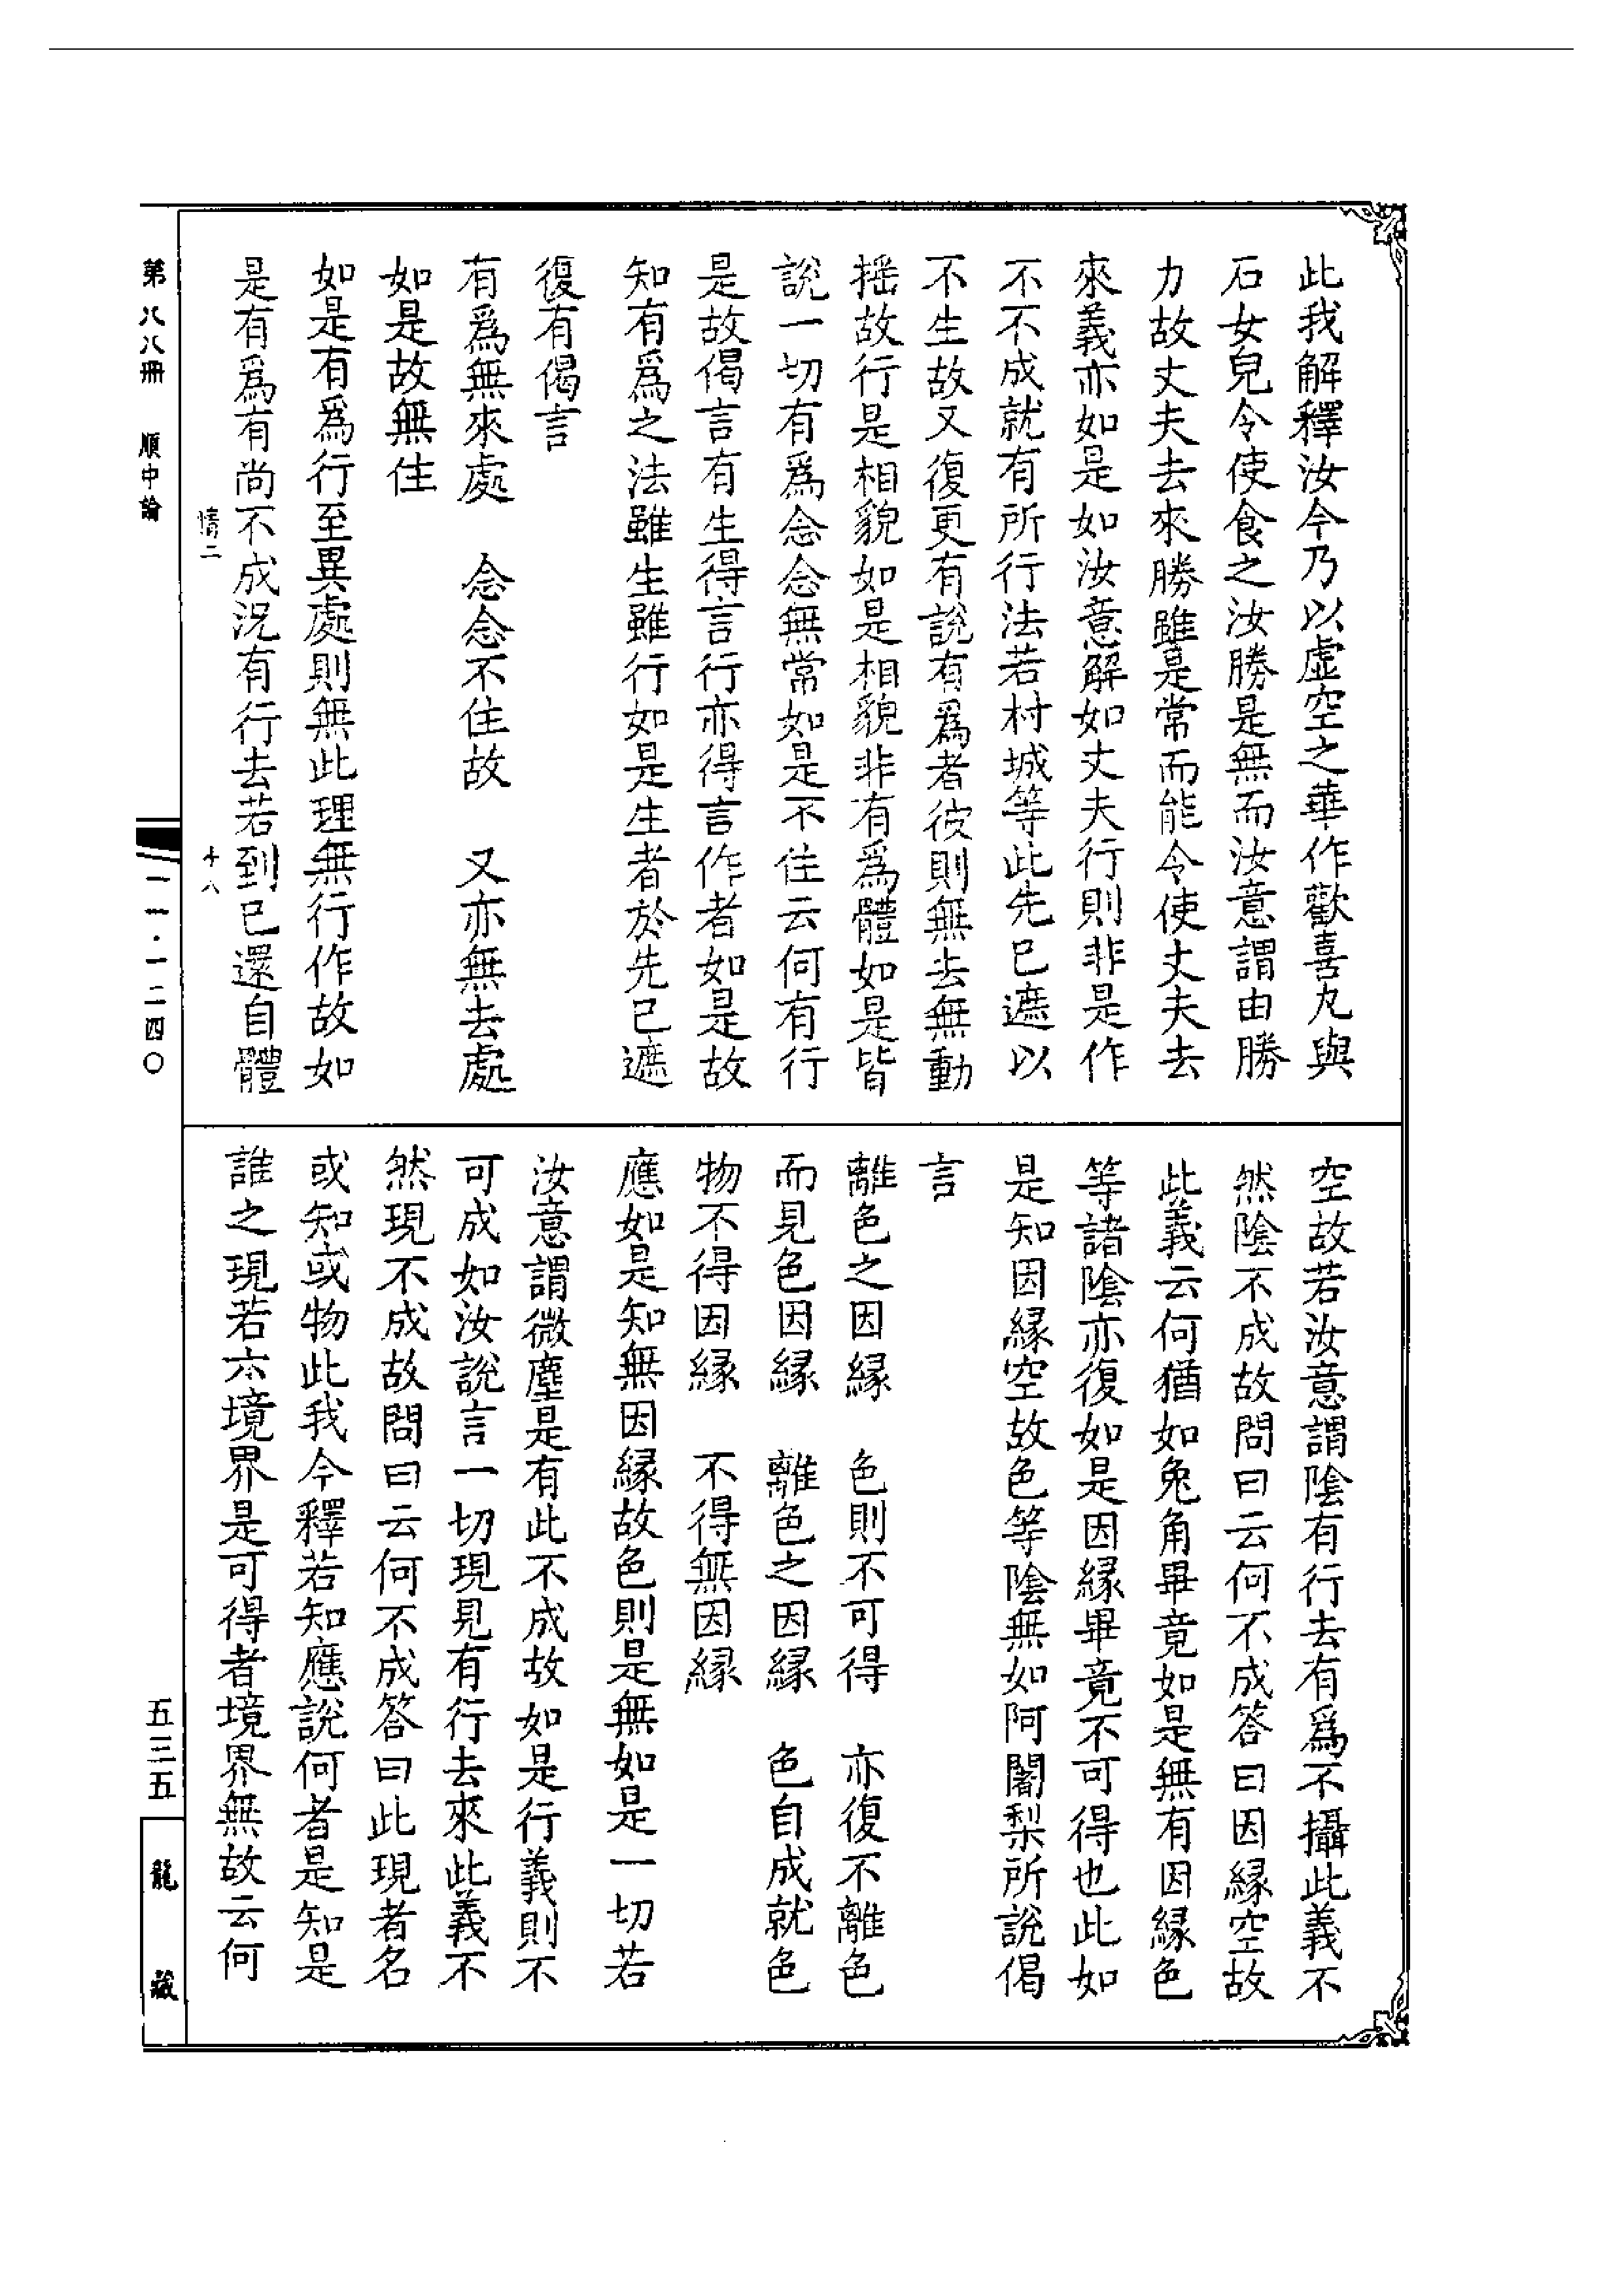 此我解釋汝今乃以虛空之華作歡喜丸與
石女兒令使食之汝勝是無而汝意謂由勝
力故丈夫去來勝雖是常而能令使丈夫去
來義亦如是如汝意解如丈夫行則非是作
不不成就有所行法若村城等此先已遮以
不生故又復更有說有爲者彼則無去無動
揺故行是相貌如是相貌非有爲體如是皆
說一切有爲念念無常如是不住云何有行
是故偈言有生得言行亦得言作者如是故
知有爲之法雖生雖行如是生者於先已遮
復有偈言
有爲無來處　念念不住故　又亦無去處
如是故無住
如是有爲行至異處則無此理無行作故如
是有爲有尚不成況有行去若到已還自體
空故若汝意謂陰有行去有爲不攝此義不
然陰不成故問曰云何不成答曰因緣空故
此義云何猶如兔角畢竟如是無有因緣色
等諸陰亦復如是因緣畢竟不可得也此如
是知因緣空故色等陰無如阿闍梨所說偈
言
離色之因緣　色則不可得　亦復不離色
而見色因緣　離色之因緣　色自成就色
物不得因緣　不得無因緣
應如是知無因緣故色則是無如是一切若
汝意謂微塵是有此不成故如是行義則不
可成如汝說言一切現見有行去來此義不
然現不成故問曰云何不成答曰此現者名
或知或物此我今釋若知應說何者是知是
誰之現若六境界是可得者境界無故云何
情二
十八
第八八冊　順中論
一一·一二四〇
五三五
龍藏